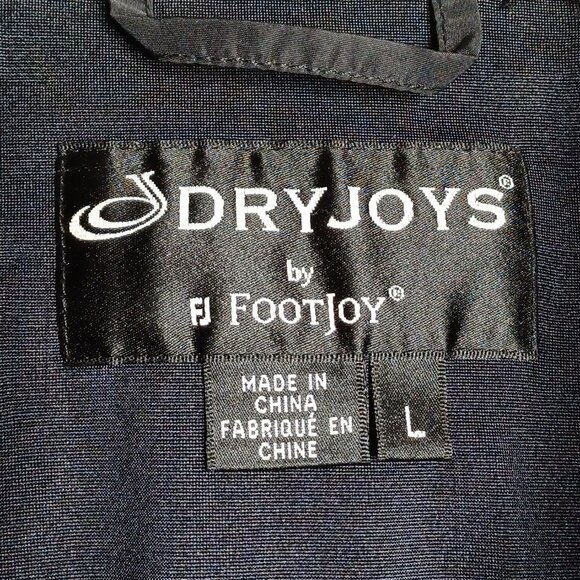 DRYJOYS®
by
FJ FOOTJOY®
MADE IN
CHINA
FABRIQUÉ EN
CHINE
L